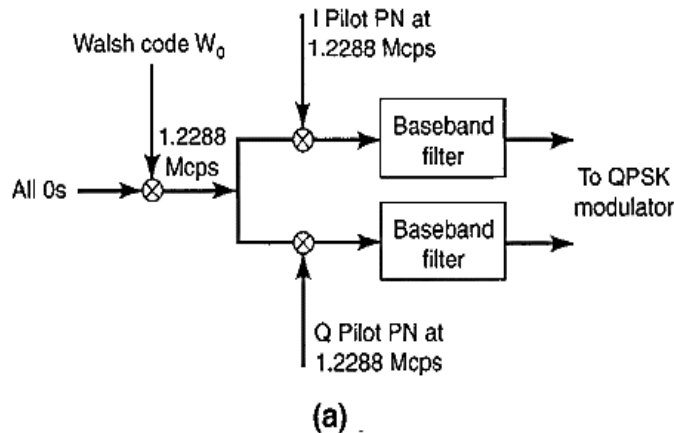 I Pilot PN at
1.2288 Mcps
Walsh code W₀
1.2288
Mcps
Baseband
filter
All 0s
To QPSK
modulator
Baseband
filter
Q Pilot PN at
1.2288 Mcps
(a) .